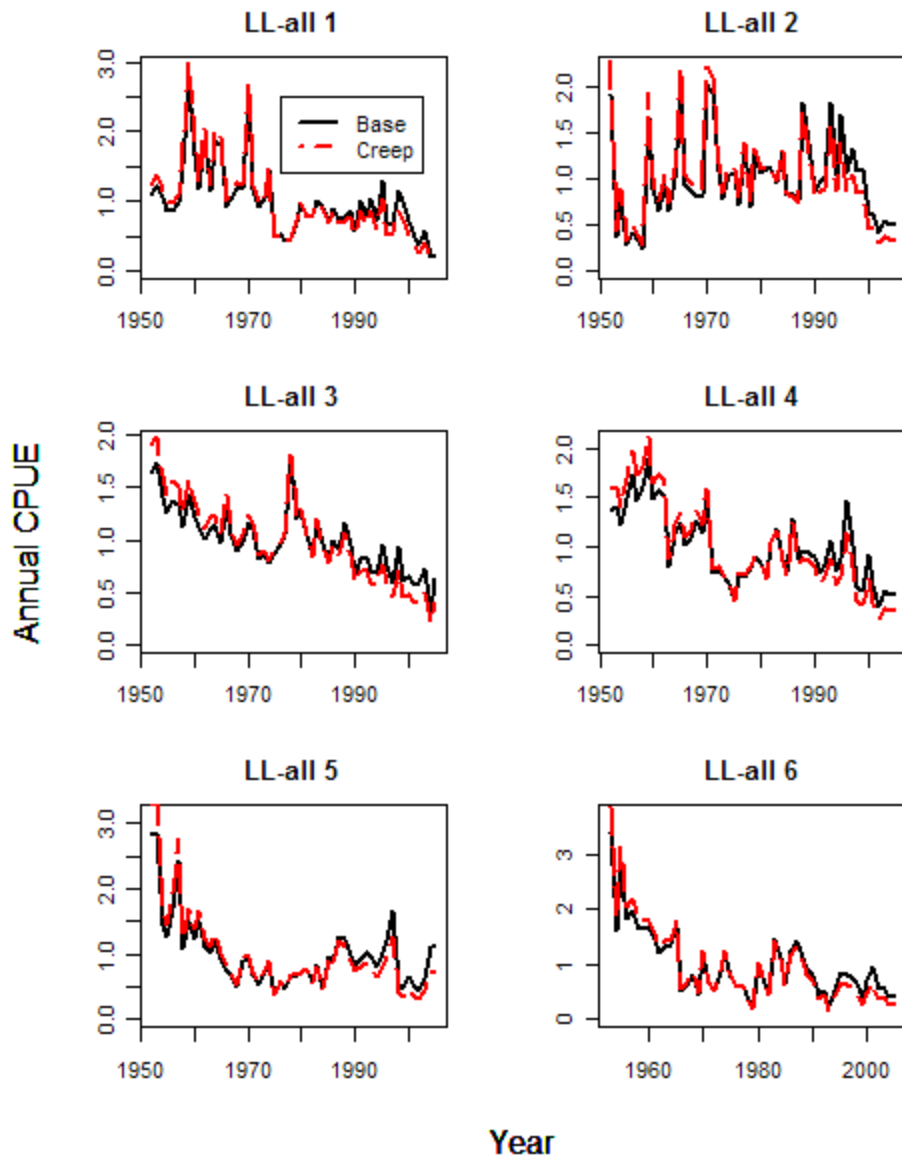 LL-all 1
LL-all 2
0.0 1.0 2.0 3.0
Base
Creep
0.0 0.5 1.0 1.5 2.0
1950 1970 1990
1950 1970 1990
LL-all 3
LL-all 4
Annual CPUE
0.0 0.5 1.0 1.5 2.0
0.0 0.5 1.0 1.5 2.0
1950 1970 1990
1950 1970 1990
LL-all 5
LL-all 6
0.0 1.0 2.0 3.0
0 1 2 3
1950 1970 1990
1960 1980 2000
Year